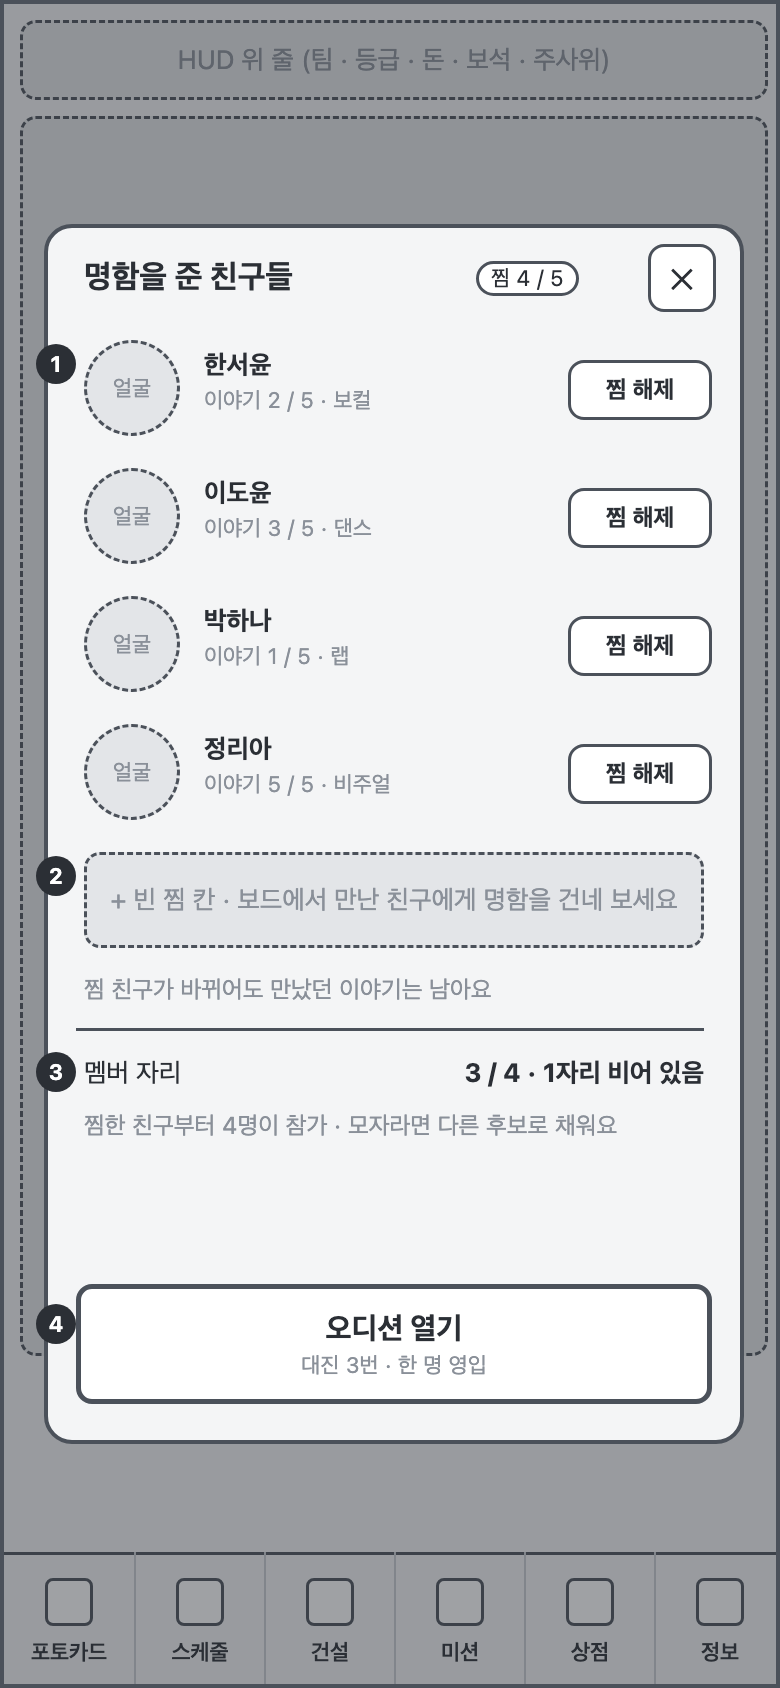 HUD 위 줄 (팀 · 등급 · 돈 · 보석 · 주사위)
명함을 준 친구들
찜 4 / 5
×
1
얼굴
한서윤
이야기 2 / 5 · 보컬
찜 해제
얼굴
이도윤
이야기 3 / 5 · 댄스
찜 해제
얼굴
박하나
이야기 1 / 5 · 랩
찜 해제
얼굴
정리아
이야기 5 / 5 · 비주얼
찜 해제
2
+ 빈 찜 칸 · 보드에서 만난 친구에게 명함을 건네 보세요
찜 친구가 바뀌어도 만났던 이야기는 남아요
3
멤버 자리
3 / 4 · 1자리 비어 있음
찜한 친구부터 4명이 참가 · 모자라면 다른 후보로 채워요
4
오디션 열기
대진 3번 · 한 명 영입
포토카드
스케줄
건설
미션
상점
정보